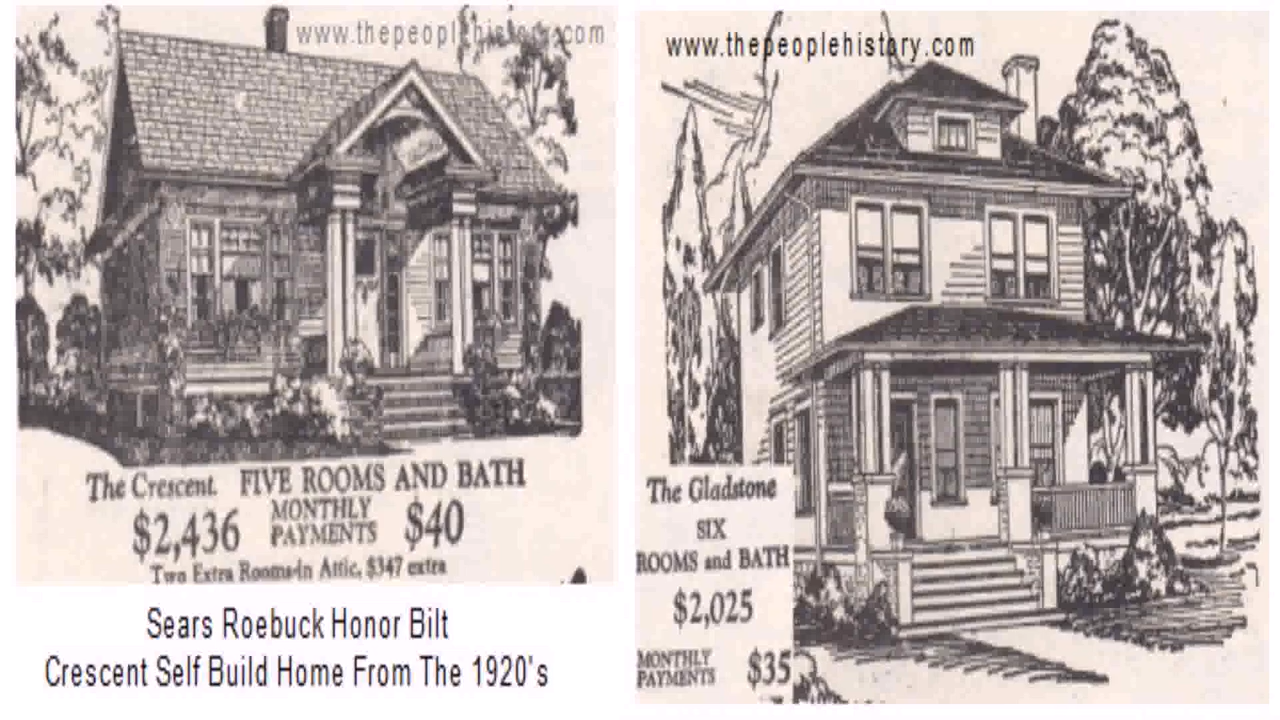 www.thepeoplehistory.com
The Crescent. FIVE ROOMS AND BATH
$2,436 MONTHLY PAYMENTS $40
Two Extra Rooms in Attic, $347 extra
Sears Roebuck Honor Bilt
Crescent Self Build Home From The 1920's
www.thepeoplehistory.com
The Gladstone
SIX
ROOMS and BATH
$2,025
MONTHLY PAYMENTS $35